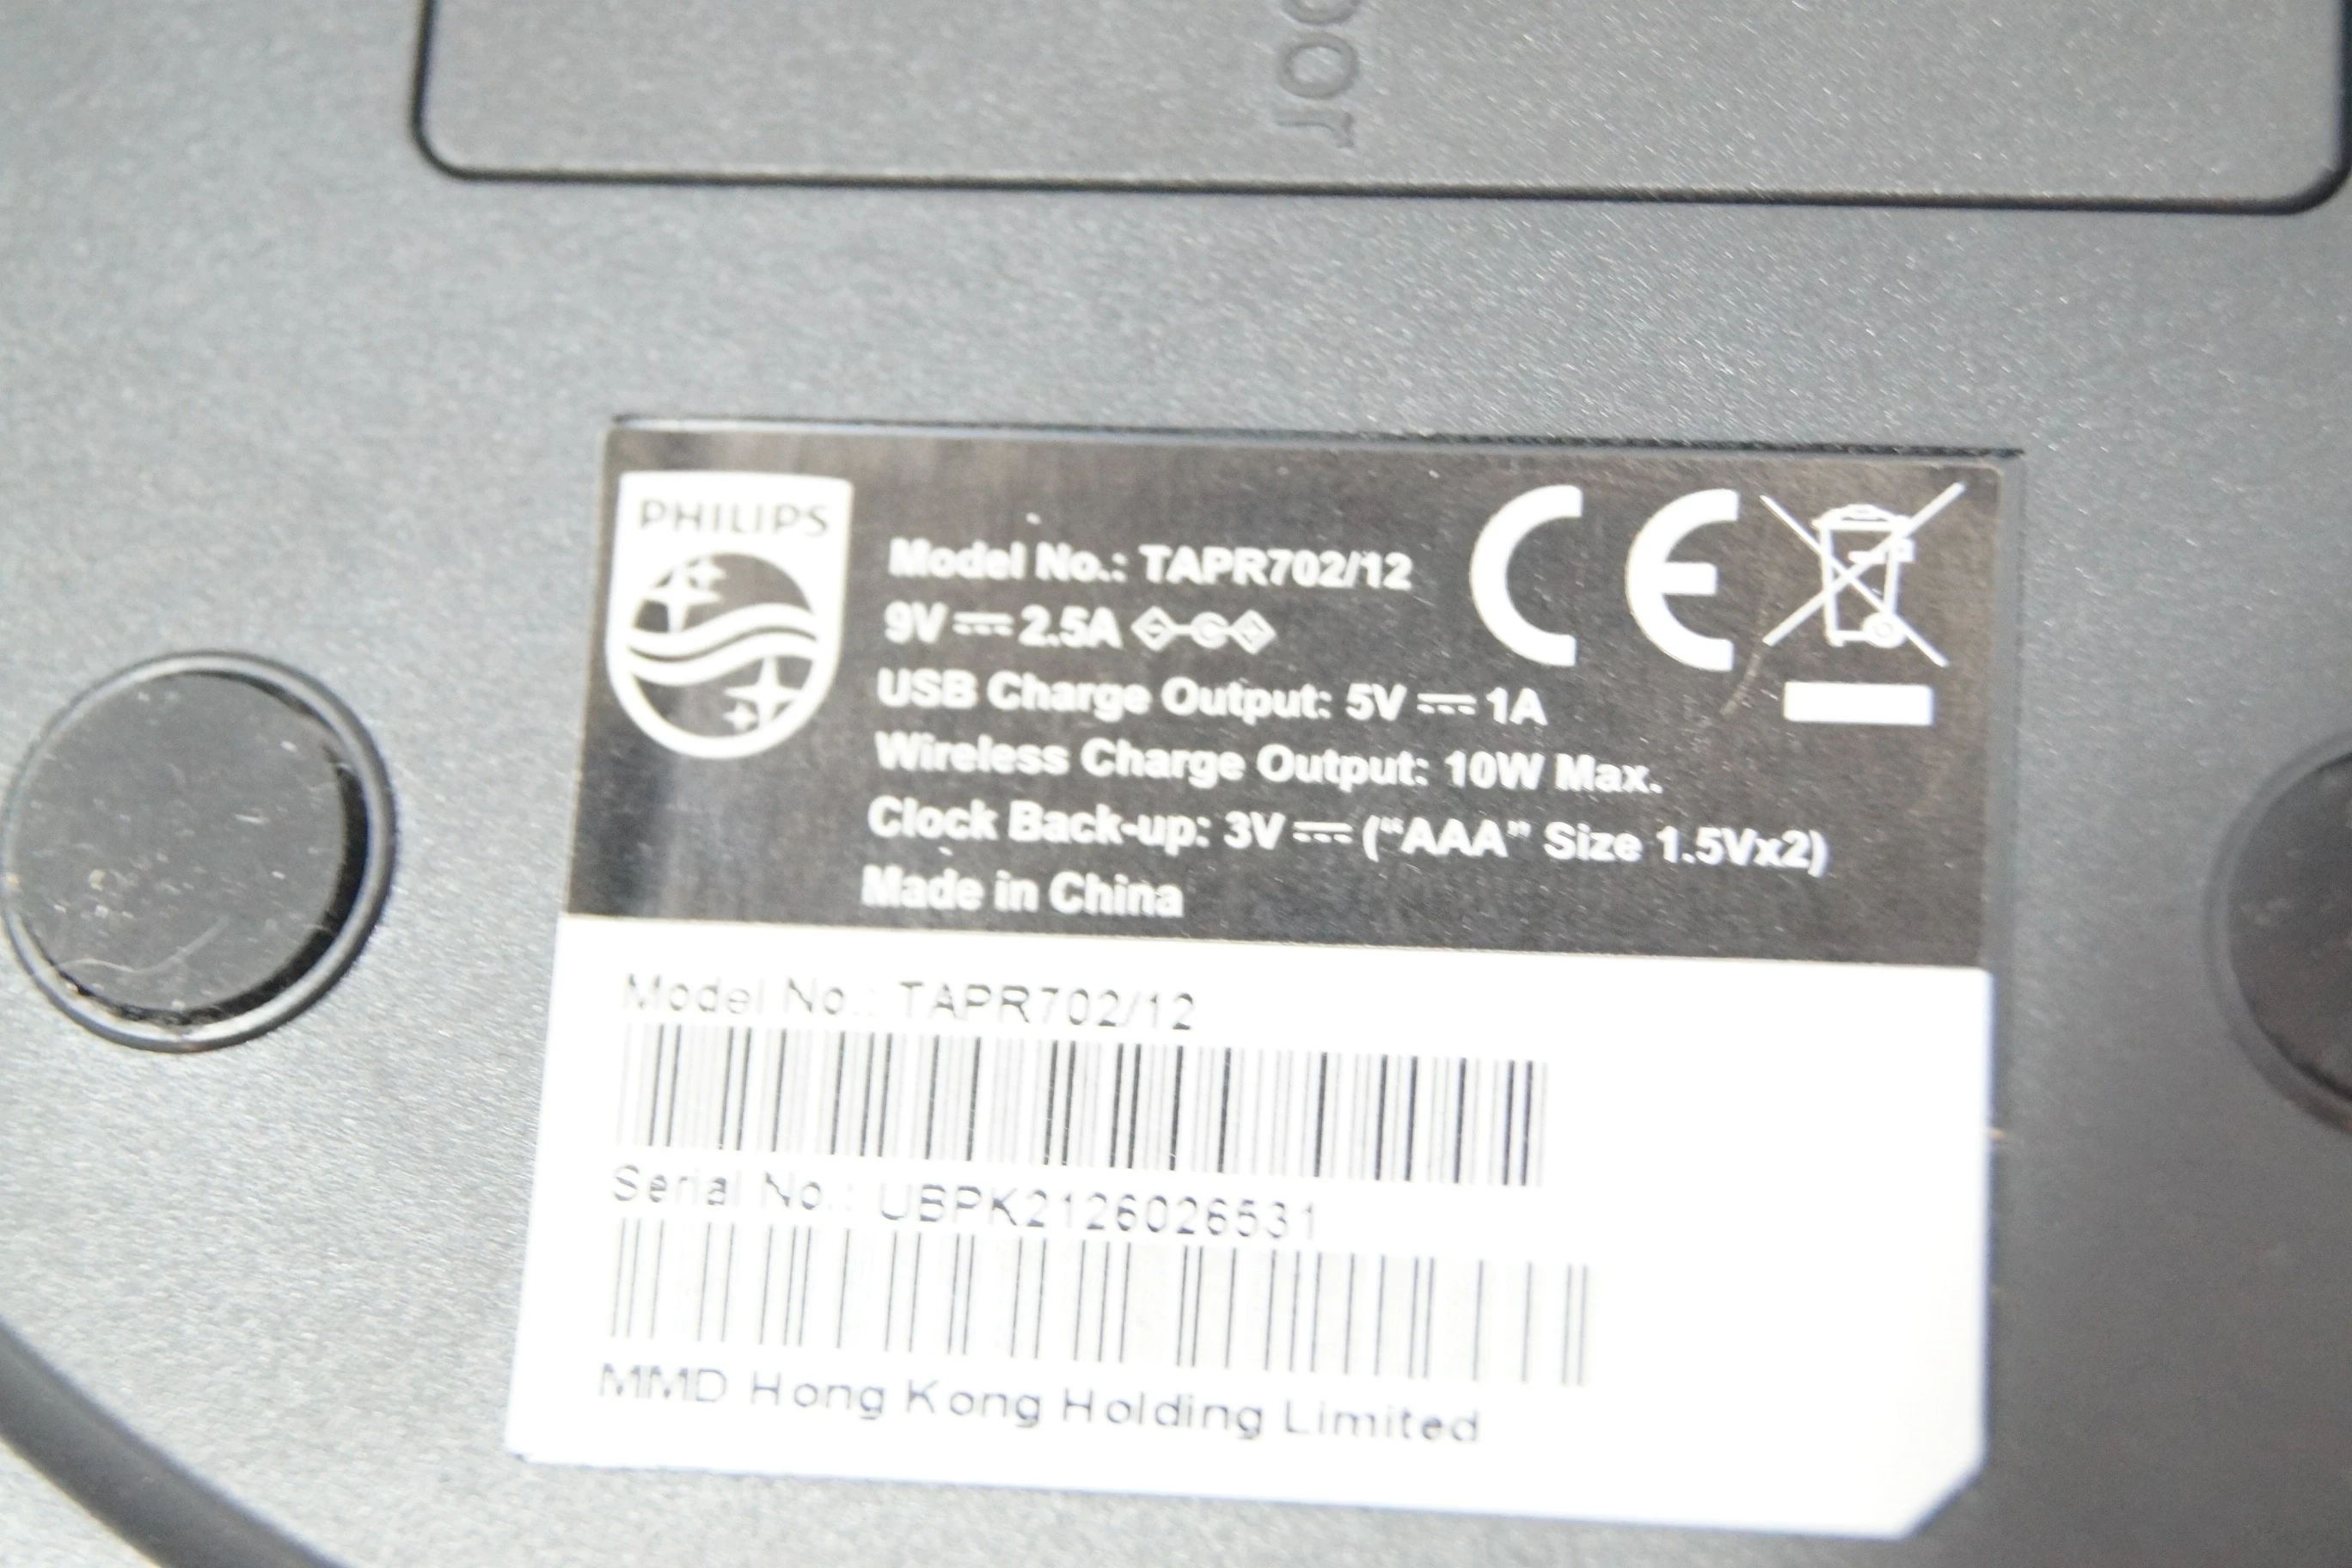 oor
PHILIPS
Model No.: TAPR702/12
9V ⎓ 2.5A
USB Charge Output: 5V ⎓ 1A
Wireless Charge Output: 10W Max.
Clock Back-up: 3V ⎓ (“AAA” Size 1.5Vx2)
Made in China
CE
Model No.: TAPR702/12
Serial No.: UBPK2126026531
MMD Hong Kong Holding Limited